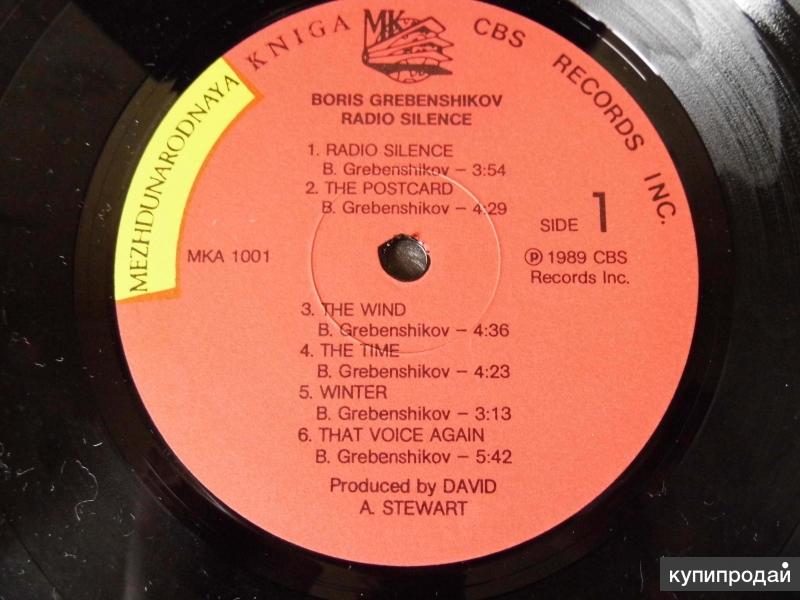 MEZHDUNARODNAYA KNIGA MK CBS RECORDS INC.
BORIS GREBENSHIKOV
RADIO SILENCE
1. RADIO SILENCE
B. Grebenshikov – 3:54
2. THE POSTCARD
B. Grebenshikov – 4:29
SIDE 1
MKA 1001
℗ 1989 CBS
Records Inc.
3. THE WIND
B. Grebenshikov – 4:36
4. THE TIME
B. Grebenshikov – 4:23
5. WINTER
B. Grebenshikov – 3:13
6. THAT VOICE AGAIN
B. Grebenshikov – 5:42
Produced by DAVID
A. STEWART
купипродай